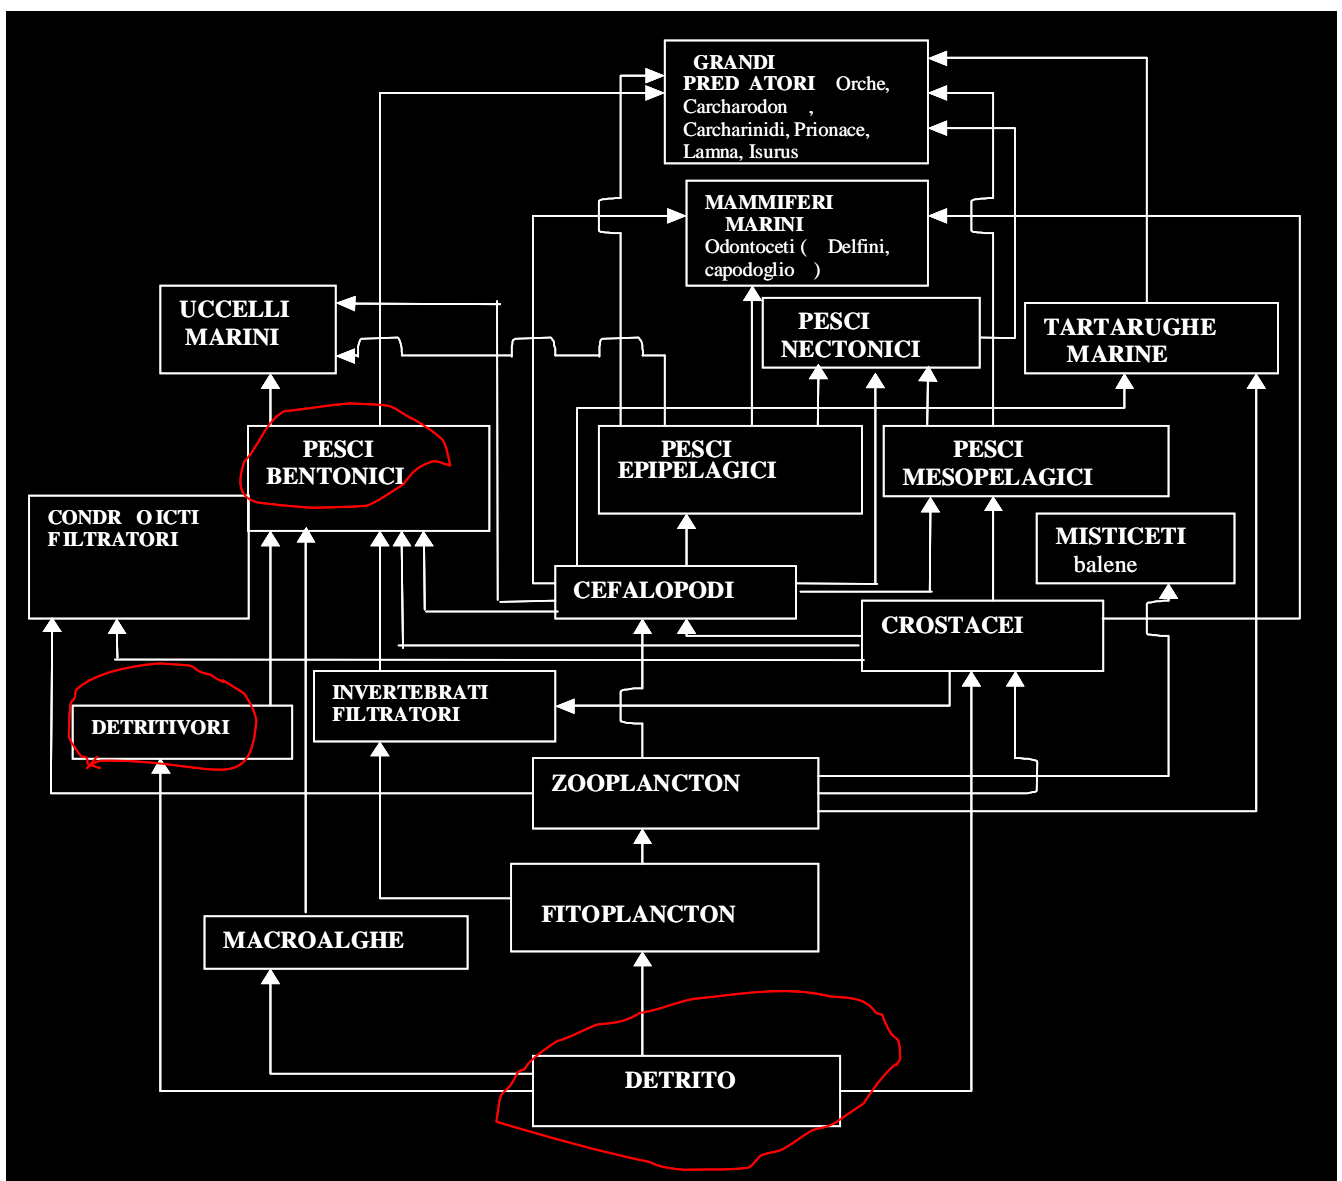 GRANDI
PRED ATORI Orche,
Carcharodon ,
Carcharinidi, Prionace,
Lamna, Isurus
MAMMIFERI
MARINI
Odontoceti ( Delfini,
capodoglio )
UCCELLI
MARINI
PESCI
NECTONICI
TARTARUGHE
MARINE
PESCI
BENTONICI
PESCI
EPIPELAGICI
PESCI
MESOPELAGICI
CONDR OICTI
FILTRATORI
MISTICETI
balene
CEFALOPODI
CROSTACEI
INVERTEBRATI
FILTRATORI
DETRITIVORI
ZOOPLANCTON
FITOPLANCTON
MACROALGHE
DETRITO